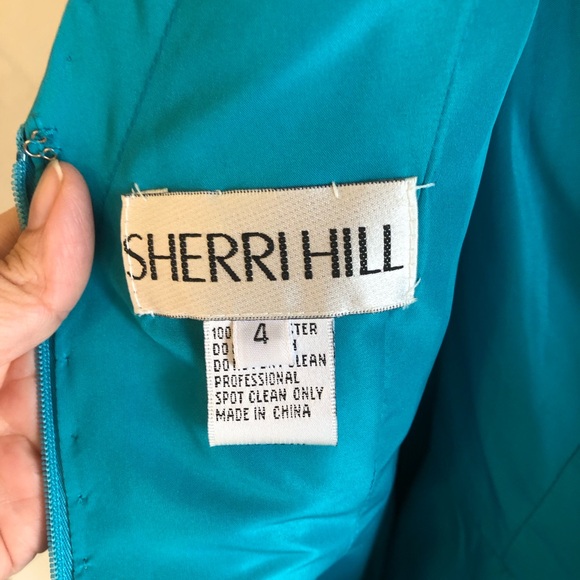 SHERRI HILL
4
100
DO
DO CLEAN
PROFESSIONAL
SPOT CLEAN ONLY
MADE IN CHINA